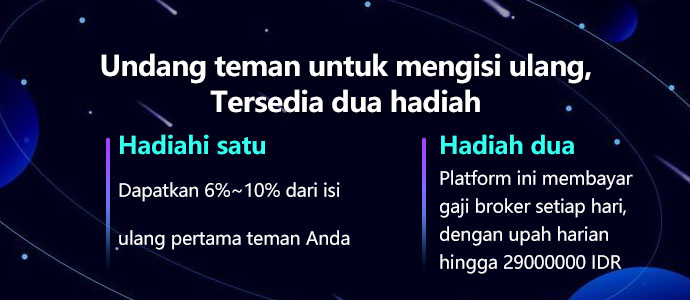 Undang teman untuk mengisi ulang,
Tersedia dua hadiah
Hadiahi satu
Dapatkan 6%~10% dari isi
ulang pertama teman Anda
Hadiah dua
Platform ini membayar
gaji broker setiap hari,
dengan upah harian
hingga 29000000 IDR